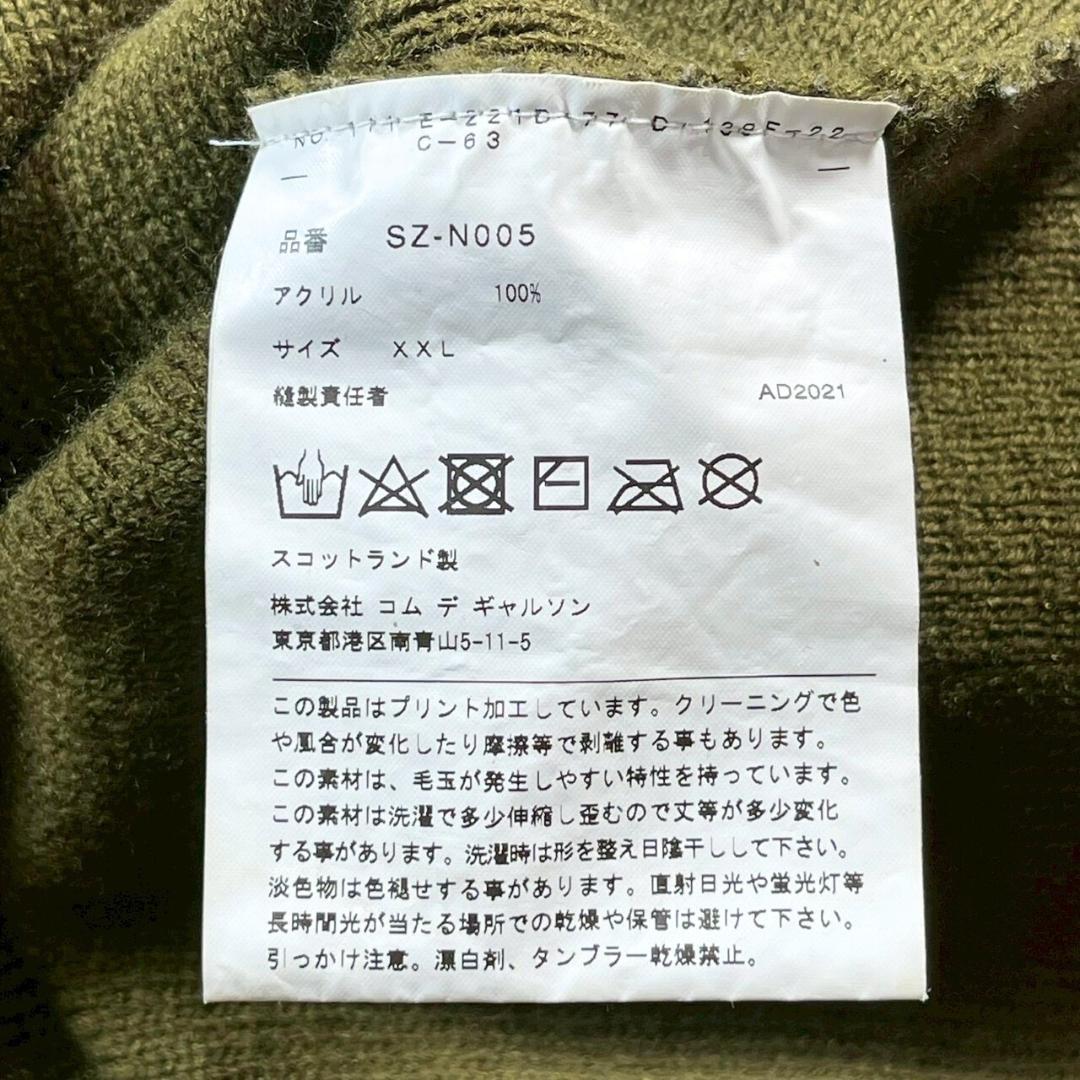 E-221D
C-63
品番 SZ-N005
アクリル 100%
サイズ XXL
縫製責任者 AD2021
スコットランド製
株式会社 コム デ ギャルソン
東京都港区南青山5-11-5
この製品はプリント加工しています。クリーニングで色
や風合が変化したり摩擦等で剥離する事もあります。
この素材は、毛玉が発生しやすい特性を持っています。
この素材は洗濯で多少伸縮し歪むので丈等が多少変化
する事があります。洗濯時は形を整え日陰干しして下さい。
淡色物は色褪せする事があります。直射日光や蛍光灯等
長時間光が当たる場所での乾燥や保管は避けて下さい。
引っかけ注意。漂白剤、タンブラー乾燥禁止。